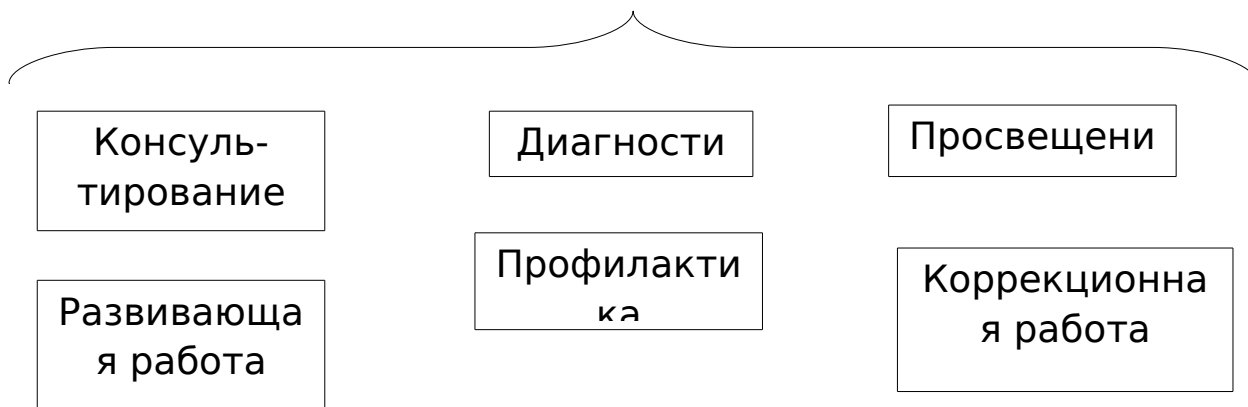 Консуль-
тирование
Диагности
Просвещени
Профилакти
ка
Коррекционна
я работа
Развивающа
я работа